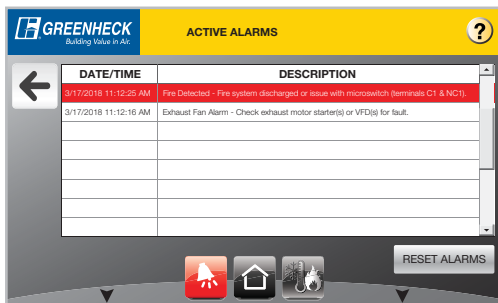 GREENHECK
Building Value in Air.
ACTIVE ALARMS
?
DATE/TIME DESCRIPTION
3/17/2018 11:12:25 AM Fire Detected - Fire system discharged or issue with microswitch (terminals C1 & NC1).
3/17/2018 11:12:16 AM Exhaust Fan Alarm - Check exhaust motor starter(s) or VFD(s) for fault.
RESET ALARMS